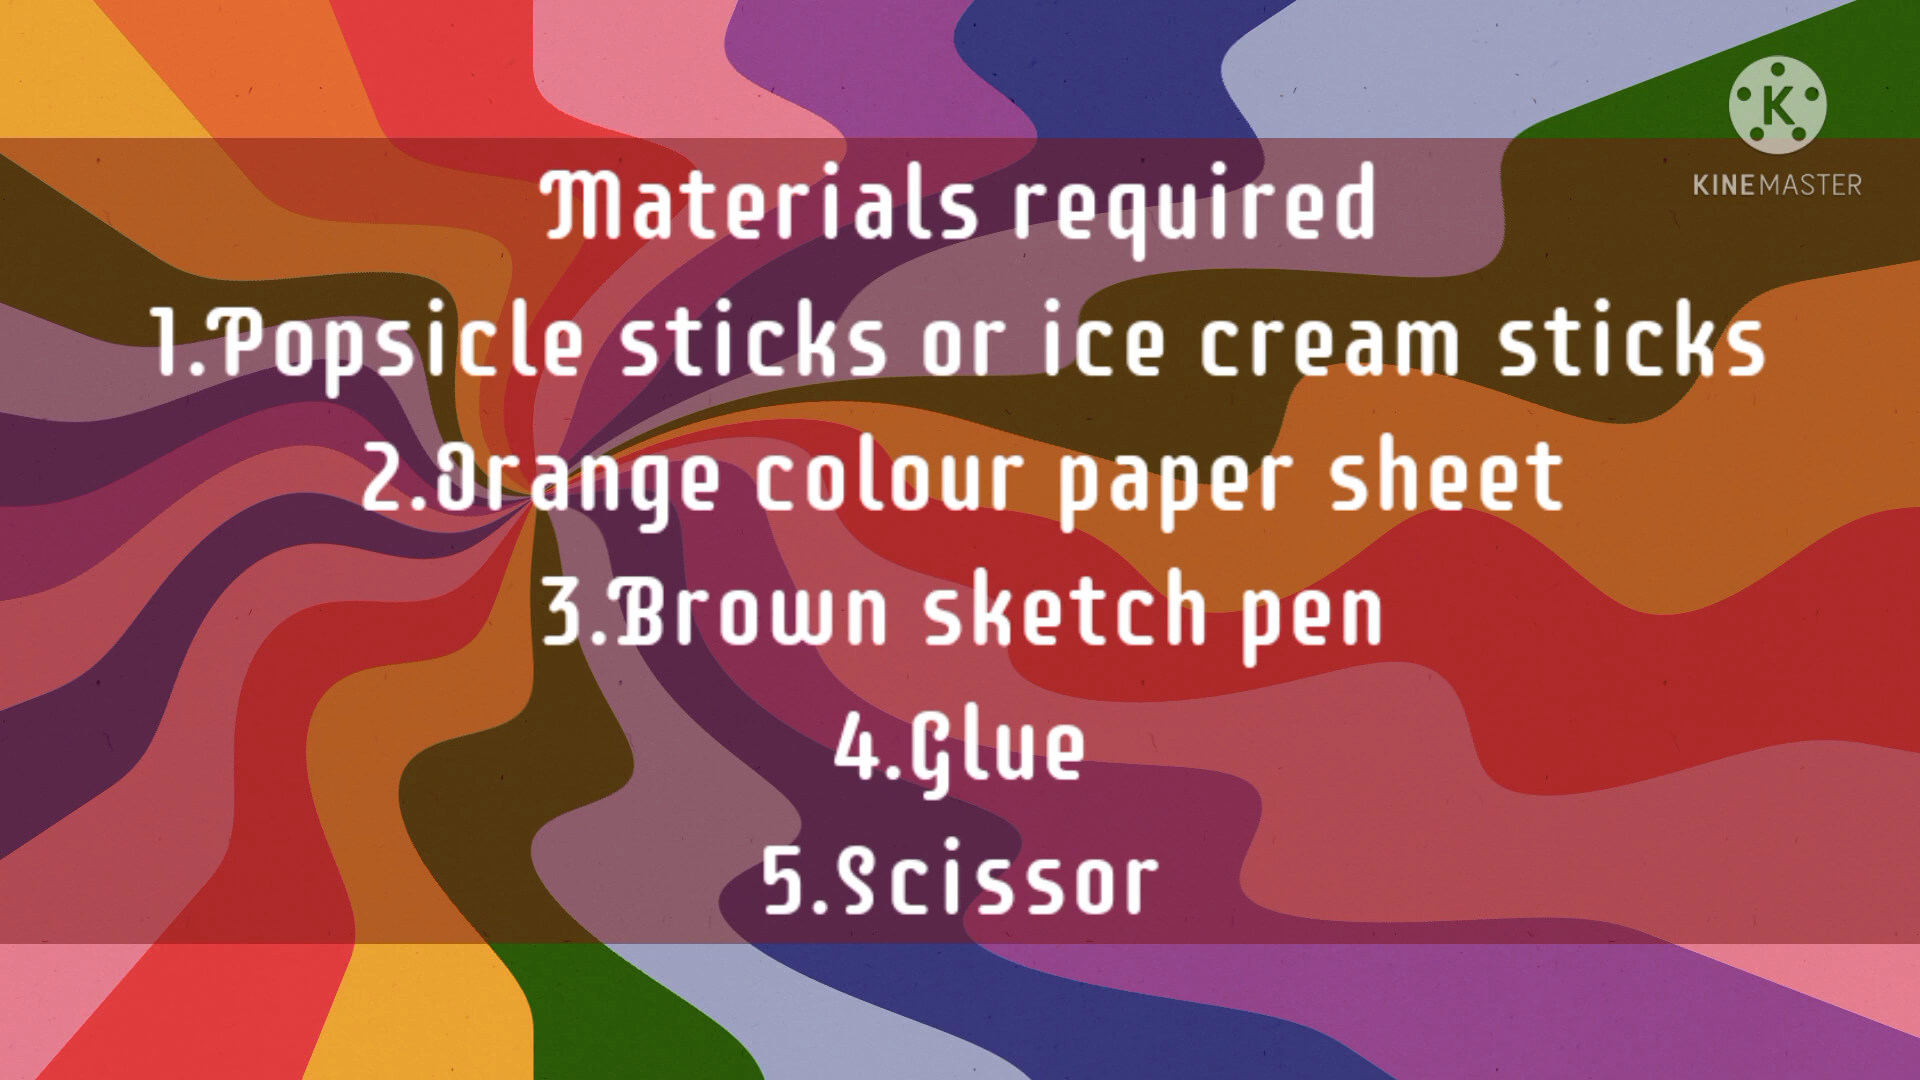 KINEMASTER
Materials required
1.Popsicle sticks or ice cream sticks
2.Orange colour paper sheet
3.Brown sketch pen
4.Glue
5.Scissor